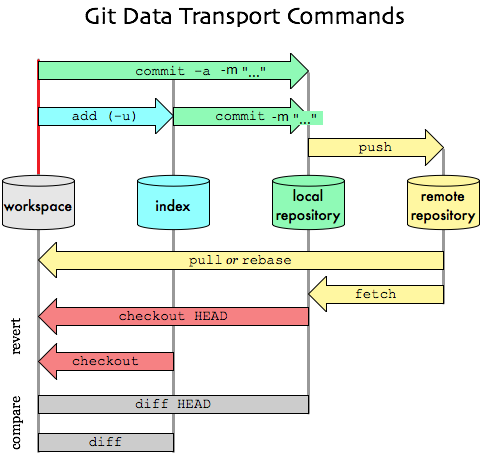 Git Data Transport Commands
commit -a -m "..."
add (-u)
commit -m "..."
push
workspace
index
local
repository
remote
repository
pull or rebase
fetch
revert
checkout HEAD
checkout
compare
diff HEAD
diff